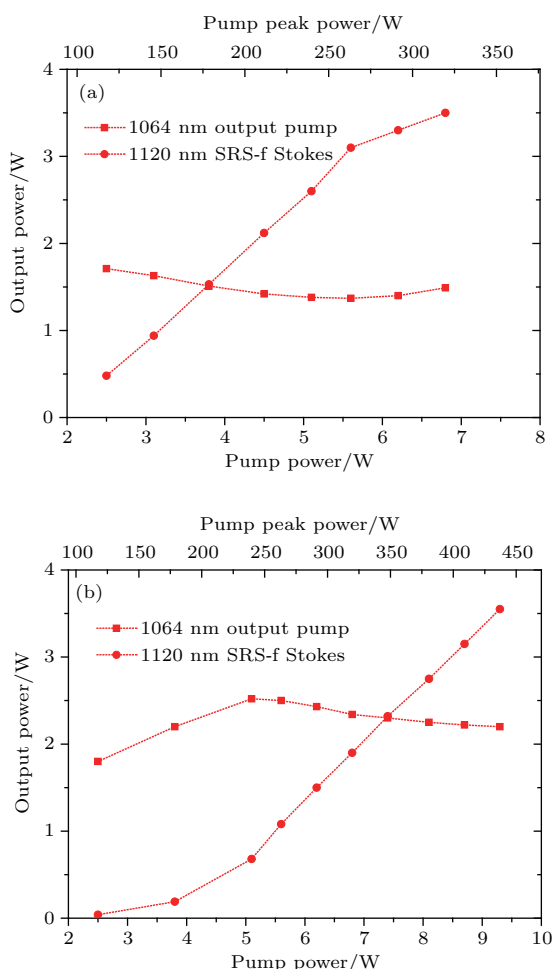 Pump peak power/W
100 150 200 250 300 350
(a)
1064 nm output pump
1120 nm SRS-f Stokes
Output power/W
4
3
2
1
0
2 3 4 5 6 7 8
Pump power/W
Pump peak power/W
100 150 200 250 300 350 400 450
(b)
1064 nm output pump
1120 nm SRS-f Stokes
Output power/W
4
3
2
1
0
2 3 4 5 6 7 8 9 10
Pump power/W